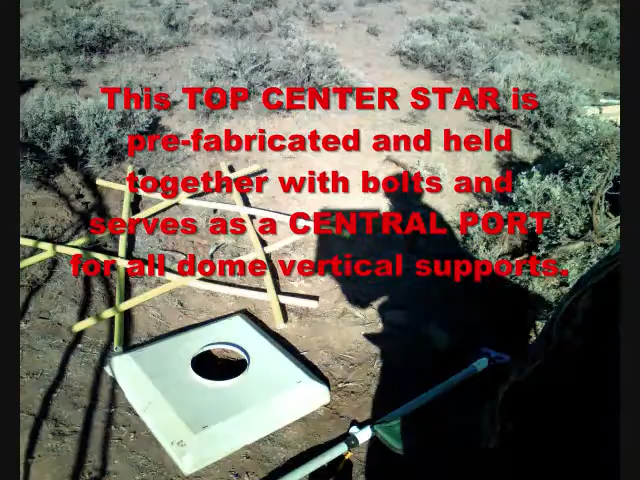 This TOP CENTER STAR is
pre-fabricated and held
together with bolts and
serves as a CENTRAL PORT
for all dome vertical supports.